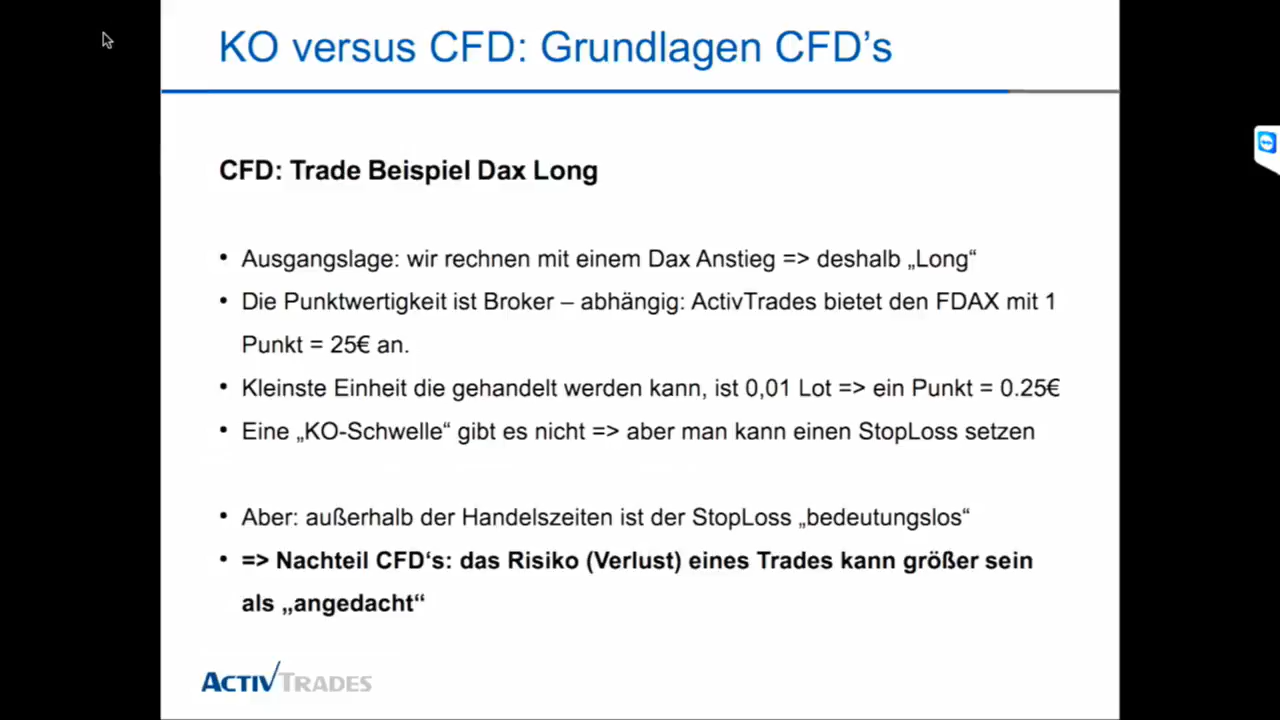 KO versus CFD: Grundlagen CFD’s
CFD: Trade Beispiel Dax Long
• Ausgangslage: wir rechnen mit einem Dax Anstieg => deshalb „Long“
• Die Punktwertigkeit ist Broker – abhängig: ActivTrades bietet den FDAX mit 1
Punkt = 25€ an.
• Kleinste Einheit die gehandelt werden kann, ist 0,01 Lot => ein Punkt = 0.25€
• Eine „KO-Schwelle“ gibt es nicht => aber man kann einen StopLoss setzen
• Aber: außerhalb der Handelszeiten ist der StopLoss „bedeutungslos“
• => Nachteil CFD‘s: das Risiko (Verlust) eines Trades kann größer sein
als „angedacht“
ACTIVTRADES